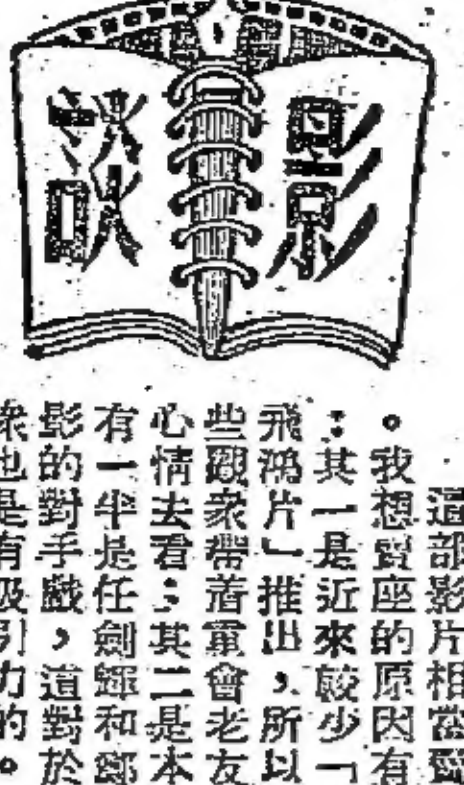 影談
這部影片相當賣
。我想賣座的原因有
：其一是近來較少「
飛鴻片」推出，所以
些觀衆帶着重會老友
心情去看；其二是本
有一半是任劍輝和鄭
影的對手戲，這對於
衆也是有吸引力的。